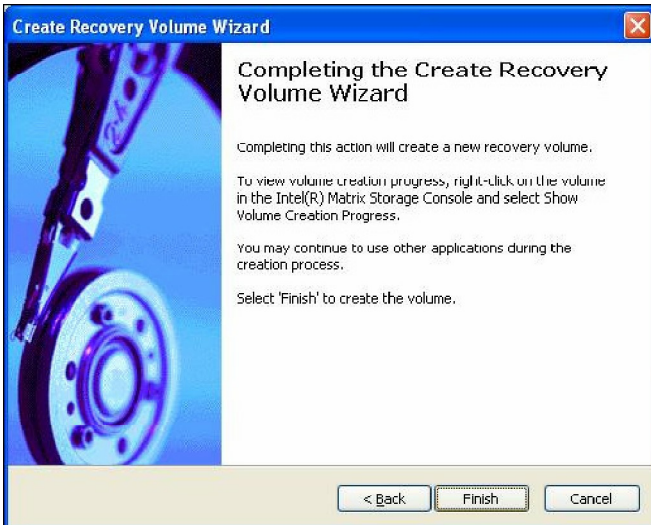 Create Recovery Volume Wizard
Completing the Create Recovery
Volume Wizard
Completing this action will create a new recovery volume.
To view volume creation progress, right-click on the volume
in the Intel(R) Matrix Storage Console and select Show
Volume Creation Progress.
You may continue to use other applications during the
creation process.
Select 'Finish' to create the volume.
< Back
Finish
Cancel